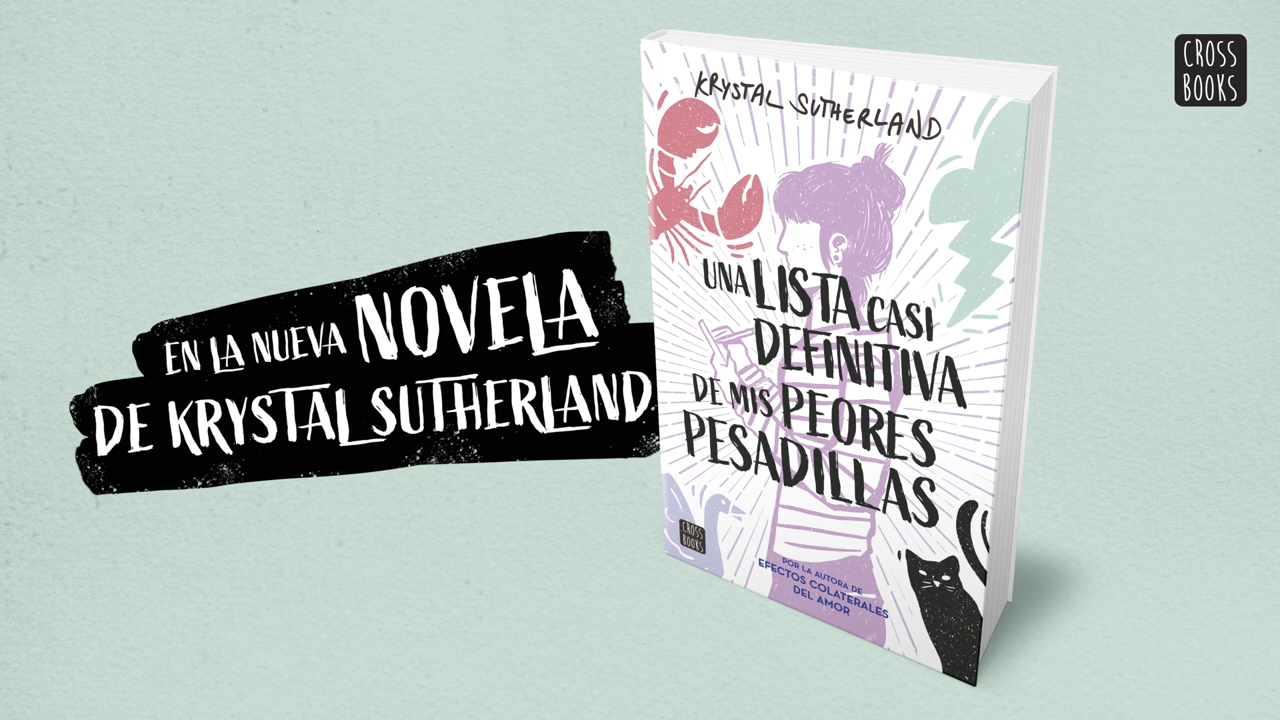 EN LA NUEVA NOVELA
DE KRYSTAL SUTHERLAND
CROSS
BOOKS
KRYSTAL SUTHERLAND
UNA LISTA CASI
DEFINITIVA
DE MIS PEORES
PESADILLAS
CROSS
BOOKS
POR LA AUTORA DE
EFECTOS COLATERALES
DEL AMOR